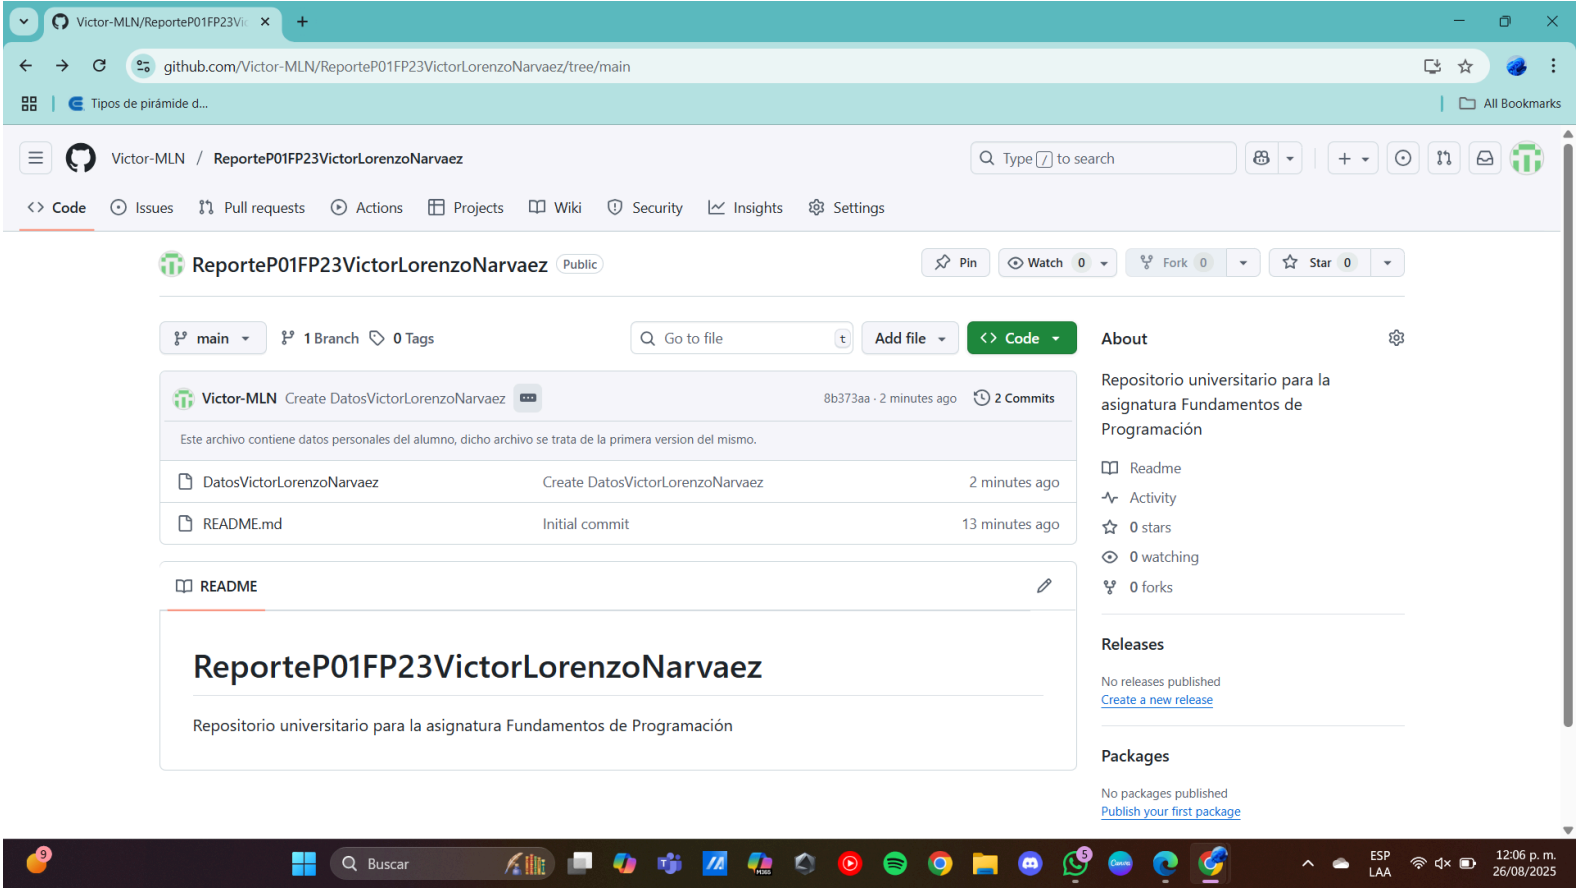 Victor-MLN/ReporteP01FP23Vi
github.com/Victor-MLN/ReporteP01FP23VictorLorenzoNarvaez/tree/main
Tipos de pirámide d...
All Bookmarks
Victor-MLN / ReporteP01FP23VictorLorenzoNarvaez
Type / to search
Code Issues Pull requests Actions Projects Wiki Security Insights Settings
ReporteP01FP23VictorLorenzoNarvaez Public
Pin Watch 0 Fork 0 Star 0
main 1 Branch 0 Tags
Go to file t Add file Code
Victor-MLN Create DatosVictorLorenzoNarvaez ... 8b373aa · 2 minutes ago 2 Commits
Este archivo contiene datos personales del alumno, dicho archivo se trata de la primera version del mismo.
DatosVictorLorenzoNarvaez Create DatosVictorLorenzoNarvaez 2 minutes ago
README.md Initial commit 13 minutes ago
README
ReporteP01FP23VictorLorenzoNarvaez
Repositorio universitario para la asignatura Fundamentos de Programación
About
Repositorio universitario para la
asignatura Fundamentos de
Programación
Readme
Activity
0 stars
0 watching
0 forks
Releases
No releases published
Create a new release
Packages
No packages published
Publish your first package
9
Buscar
M365
5
Canva
ESP
LAA
12:06 p. m.
26/08/2025